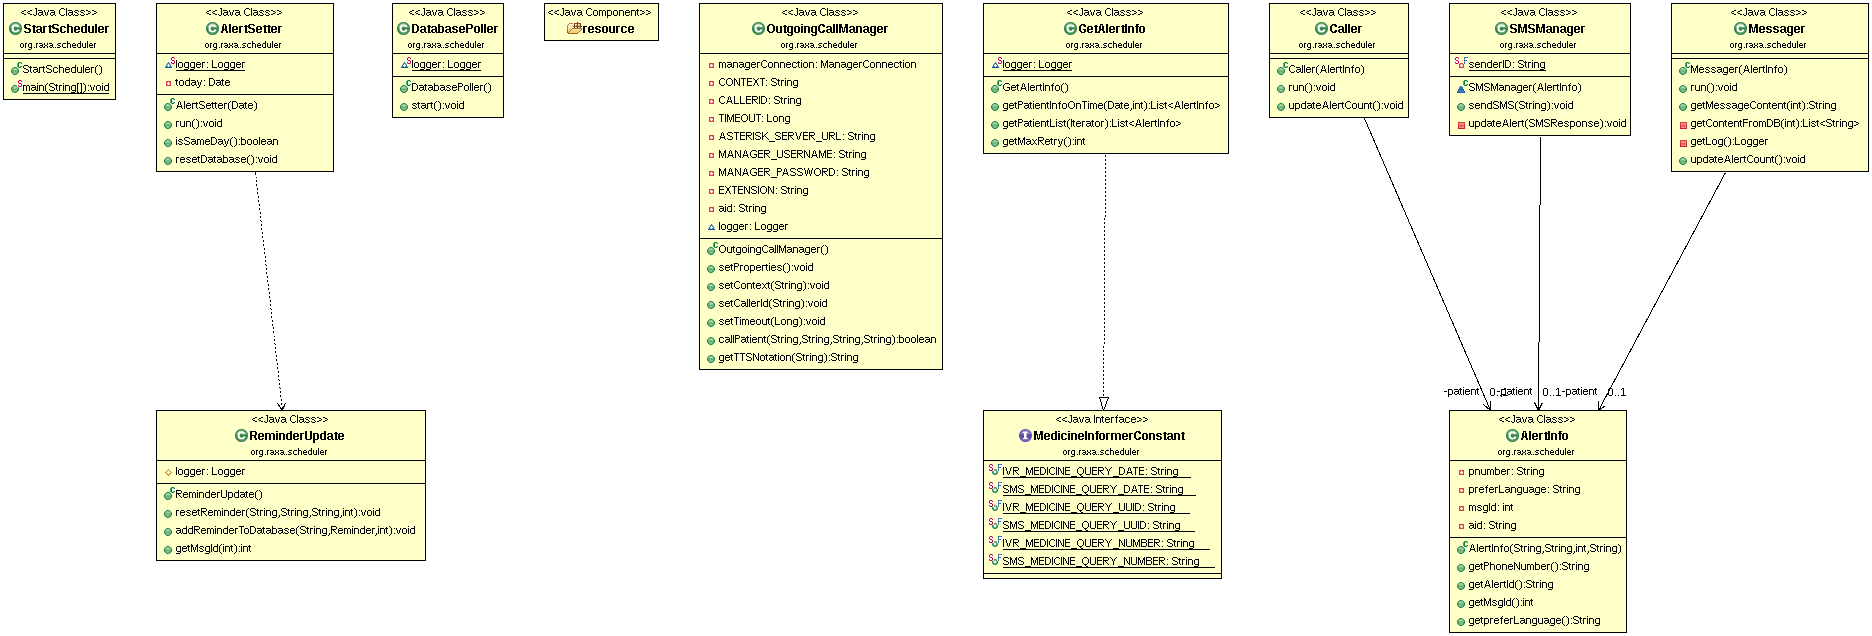 <<Java Class>>
StartScheduler
org.raxa.scheduler
StartScheduler()
main(String[]):void
<<Java Class>>
AlertSetter
org.raxa.scheduler
logger: Logger
today: Date
AlertSetter(Date)
run():void
isSameDay():boolean
resetDatabase():void
<<Java Class>>
DatabasePoller
org.raxa.scheduler
logger: Logger
DatabasePoller()
start():void
<<Java Component>>
resource
<<Java Class>>
OutgoingCallManager
org.raxa.scheduler
managerConnection: ManagerConnection
CONTEXT: String
CALLERID: String
TIMEOUT: Long
ASTERISK_SERVER_URL: String
MANAGER_USERNAME: String
MANAGER_PASSWORD: String
EXTENSION: String
aid: String
logger: Logger
OutgoingCallManager()
setProperties():void
setContext(String):void
setCallerId(String):void
setTimeout(Long):void
callPatient(String,String,String,String):boolean
getTTSNotation(String):String
<<Java Class>>
GetAlertInfo
org.raxa.scheduler
logger: Logger
GetAlertInfo()
getPatientInfoOnTime(Date,int):List<AlertInfo>
getPatientList(Iterator):List<AlertInfo>
getMaxRetry():int
<<Java Class>>
Caller
org.raxa.scheduler
Caller(AlertInfo)
run():void
updateAlertCount():void
<<Java Class>>
SMSManager
org.raxa.scheduler
senderID: String
SMSManager(AlertInfo)
sendSMS(String):void
updateAlert(SMSResponse):void
<<Java Class>>
Messager
org.raxa.scheduler
Messager(AlertInfo)
run():void
getMessageContent(int):String
getContentFromDB(int):List<String>
getLog():Logger
updateAlertCount():void
-patient 0..1
-patient 0..1
-patient 0..1
<<Java Class>>
ReminderUpdate
org.raxa.scheduler
logger: Logger
ReminderUpdate()
resetReminder(String,String,String,int):void
addReminderToDatabase(String,Reminder,int):void
getMsgId(int):int
<<Java Interface>>
MedicineInformerConstant
org.raxa.scheduler
IVR_MEDICINE_QUERY_DATE: String
SMS_MEDICINE_QUERY_DATE: String
IVR_MEDICINE_QUERY_UUID: String
SMS_MEDICINE_QUERY_UUID: String
IVR_MEDICINE_QUERY_NUMBER: String
SMS_MEDICINE_QUERY_NUMBER: String
<<Java Class>>
AlertInfo
org.raxa.scheduler
pnumber: String
preferLanguage: String
msgId: int
aid: String
AlertInfo(String,String,int,String)
getPhoneNumber():String
getAlertId():String
getMsgId():int
getpreferLanguage():String